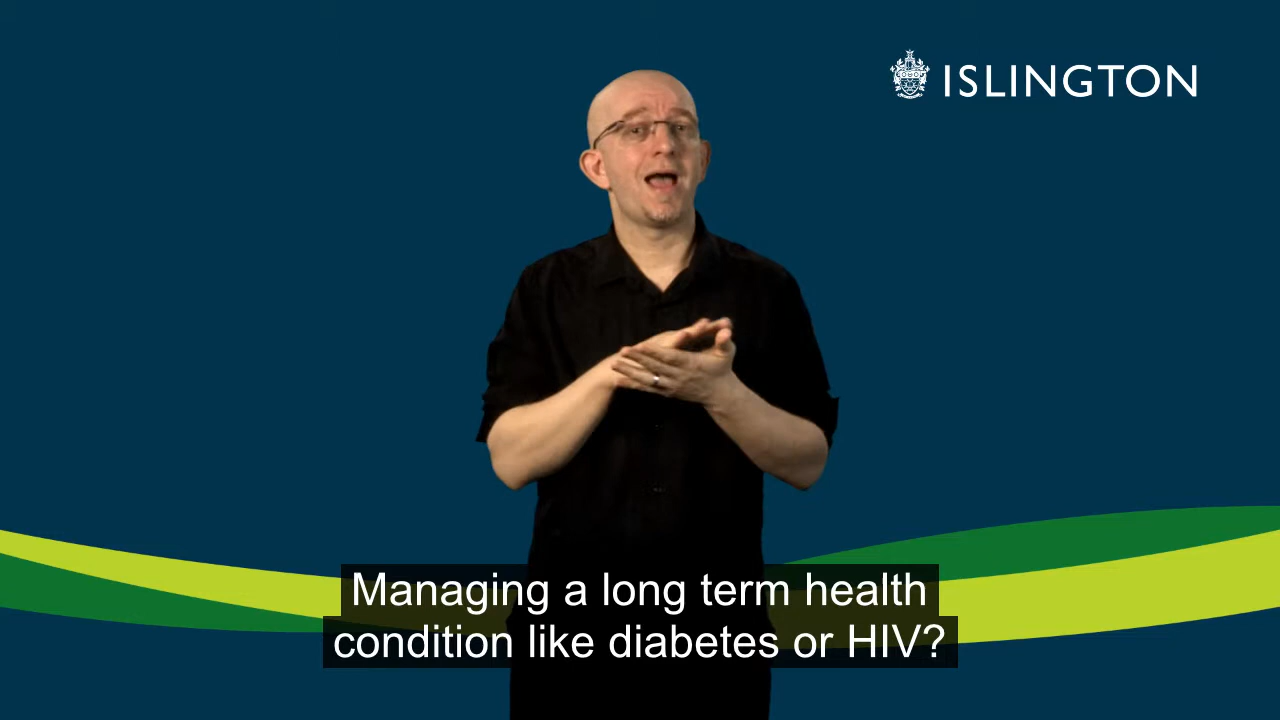 ISLINGTON
Managing a long term health
condition like diabetes or HIV?